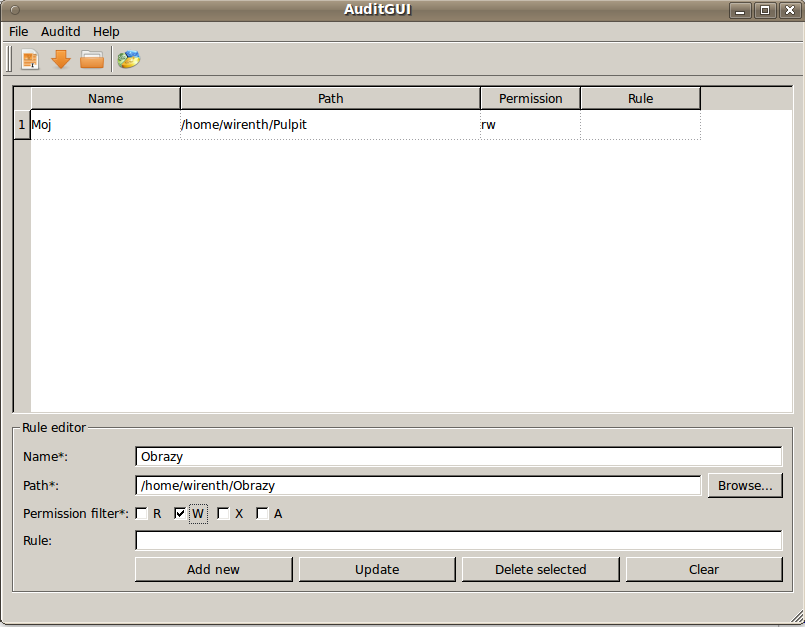 AuditGUI
File Auditd Help
Name Path Permission Rule
1 Moj /home/wirenth/Pulpit rw
Rule editor
Name*: Obrazy
Path*: /home/wirenth/Obrazy Browse...
Permission filter*: R W X A
Rule:
Add new Update Delete selected Clear